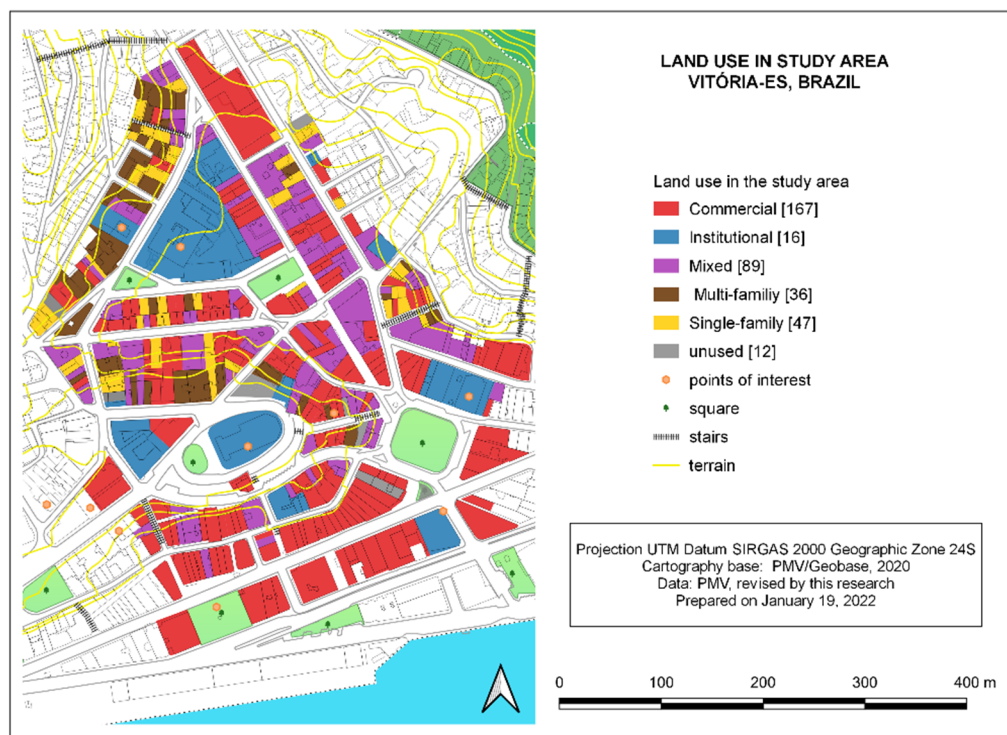 LAND USE IN STUDY AREA
VITÓRIA-ES, BRAZIL
Land use in the study area
Commercial [167]
Institutional [16]
Mixed [89]
Multi-familiy [36]
Single-family [47]
unused [12]
points of interest
square
stairs
terrain
Projection UTM Datum SIRGAS 2000 Geographic Zone 24S
Cartography base: PMV/Geobase, 2020
Data: PMV, revised by this research
Prepared on January 19, 2022
0 100 200 300 400 m